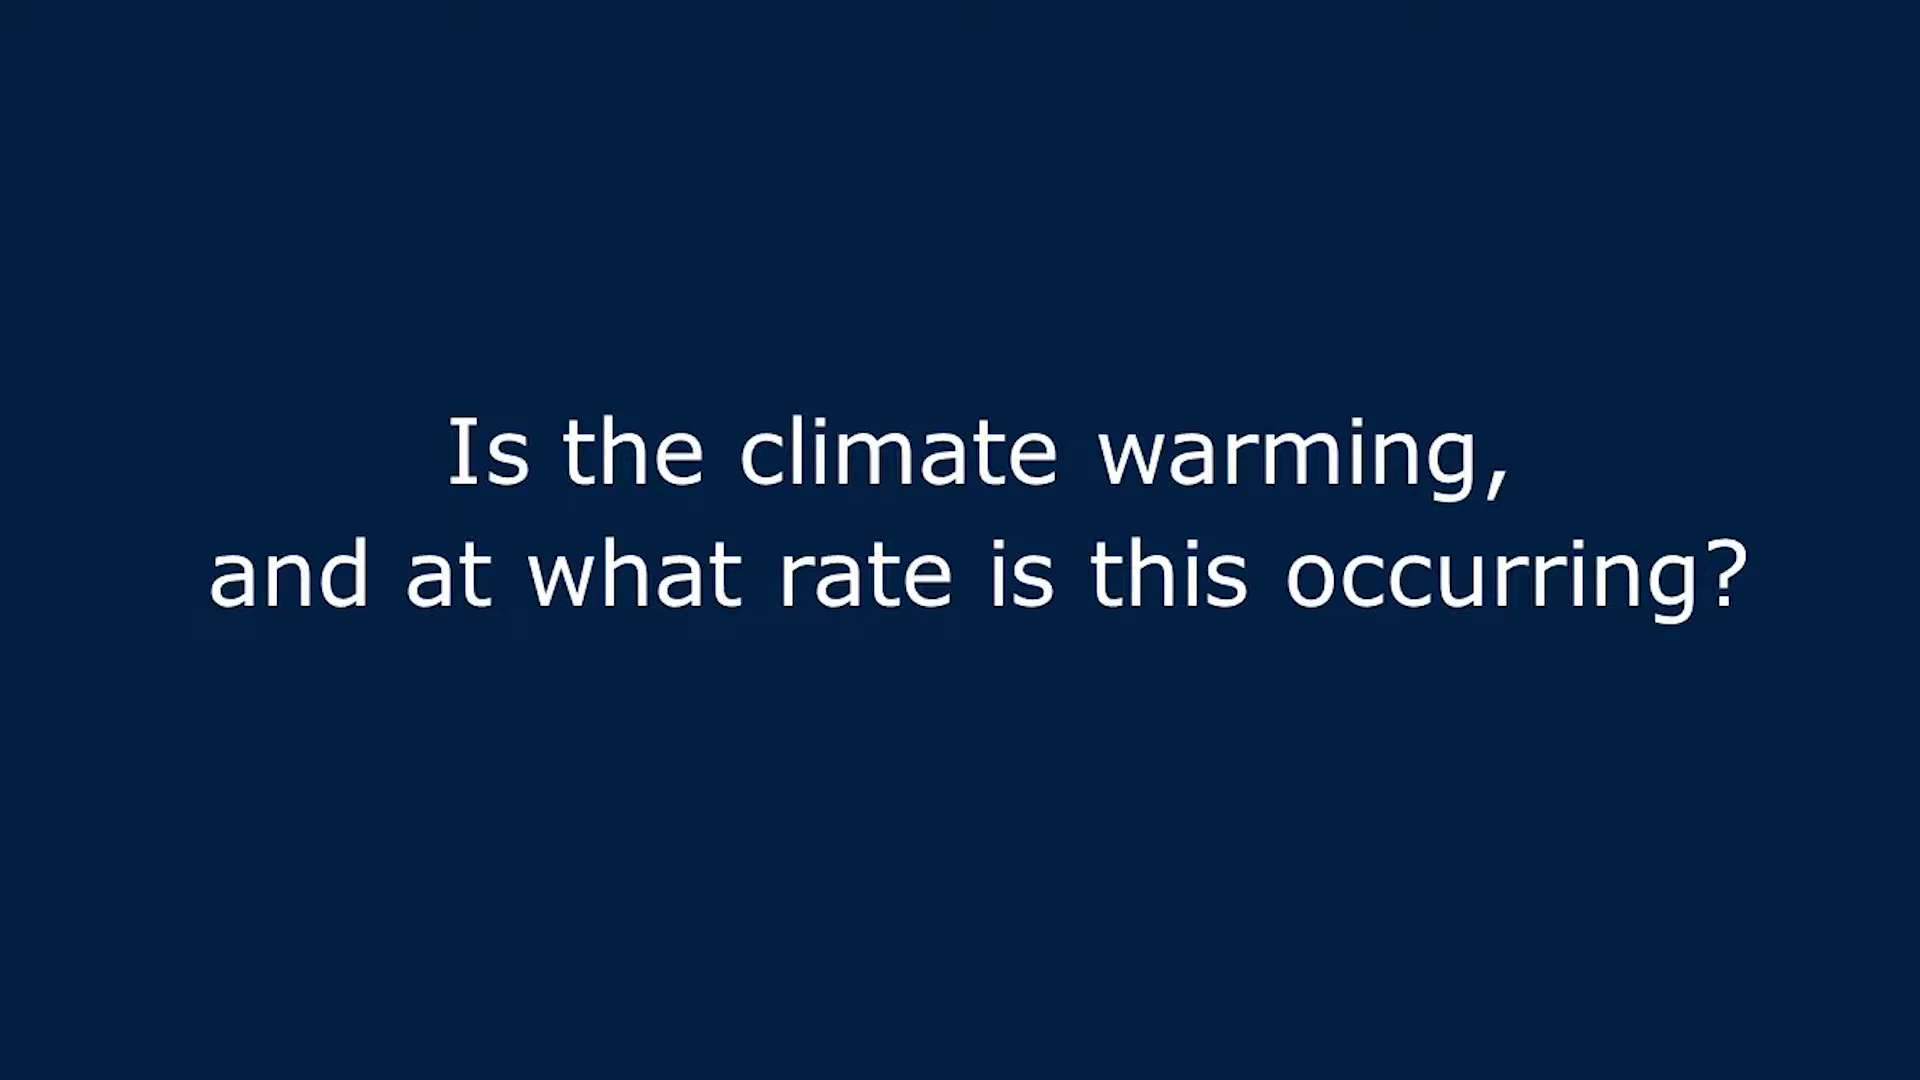 Is the climate warming,
and at what rate is this occurring?